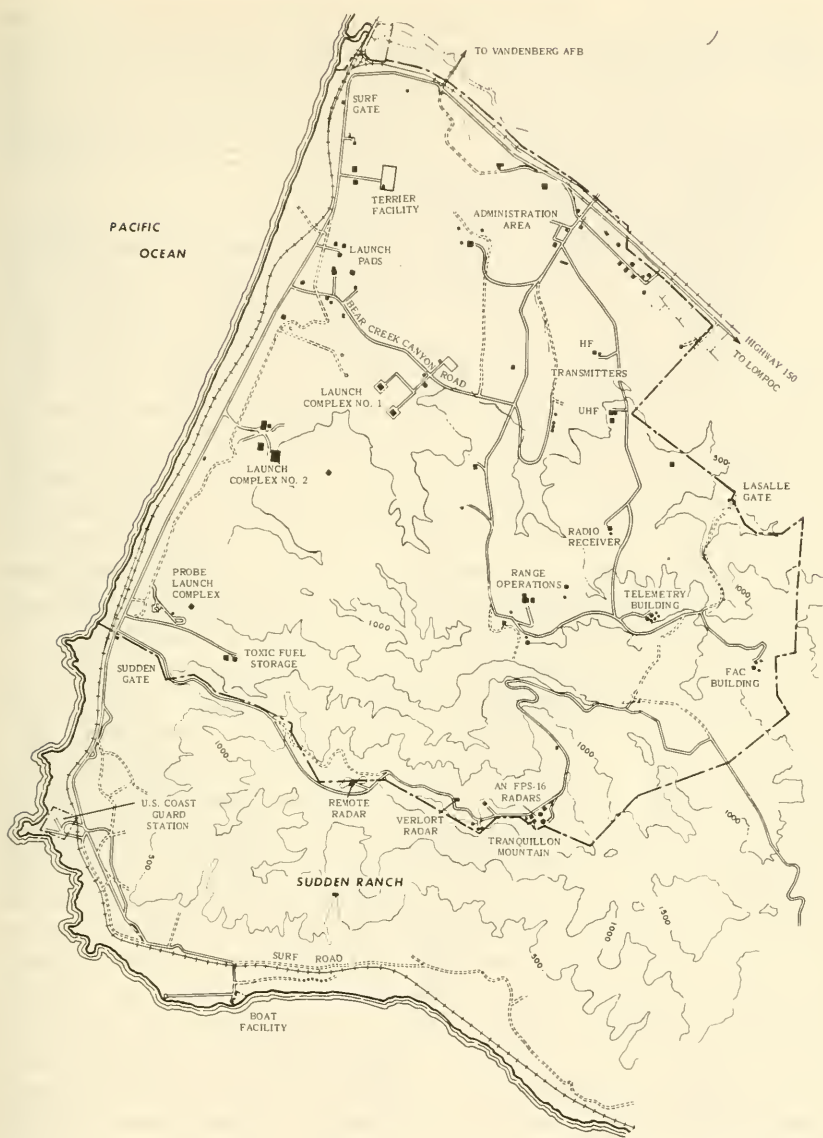 TO VANDENBERG AFB
SURF
GATE
TERRIER
FACILITY
ADMINISTRATION
AREA
PACIFIC
OCEAN
LAUNCH
PADS
BEAR CREEK CANYON ROAD
HF
TRANSMITTERS
HIGHWAY 150
TO LOMPOC
LAUNCH
COMPLEX NO. 1
UHF
500
LAUNCH
COMPLEX NO. 2
LASALLE
GATE
RADIO
RECEIVER
PROBE
LAUNCH
COMPLEX
RANGE
OPERATIONS
TELEMETRY
BUILDING
1000
1000
SUDDEN
GATE
TOXIC FUEL
STORAGE
FAC
BUILDING
1000
1000
U.S. COAST
GUARD
STATION
REMOTE
RADAR
VERLORT
RADAR
AN FPS-16
RADARS
TRANQUILLON
MOUNTAIN
1000
500
SUDDEN RANCH
500
1000
1500
SURF ROAD
BOAT
FACILITY